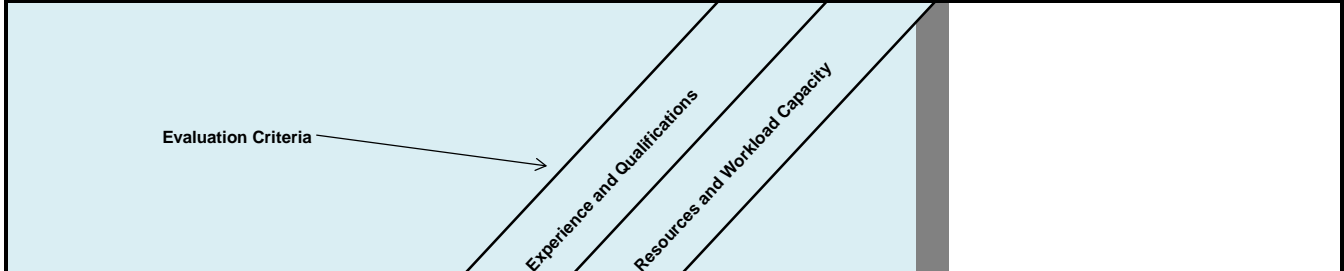 Evaluation Criteria
Experience and Qualifications
Resources and Workload Capacity